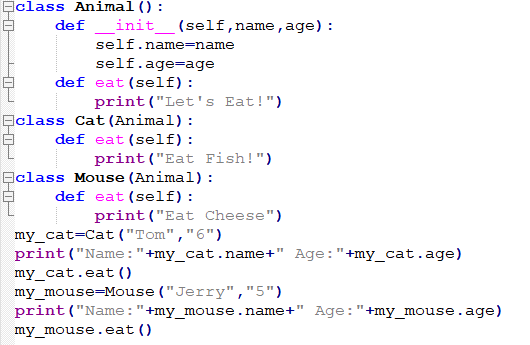 class Animal():
    def __init__(self,name,age):
        self.name=name
        self.age=age
    def eat(self):
        print("Let's Eat!")
class Cat(Animal):
    def eat(self):
        print("Eat Fish!")
class Mouse(Animal):
    def eat(self):
        print("Eat Cheese")
my_cat=Cat("Tom","6")
print("Name:"+my_cat.name+" Age:"+my_cat.age)
my_cat.eat()
my_mouse=Mouse("Jerry","5")
print("Name:"+my_mouse.name+" Age:"+my_mouse.age)
my_mouse.eat()